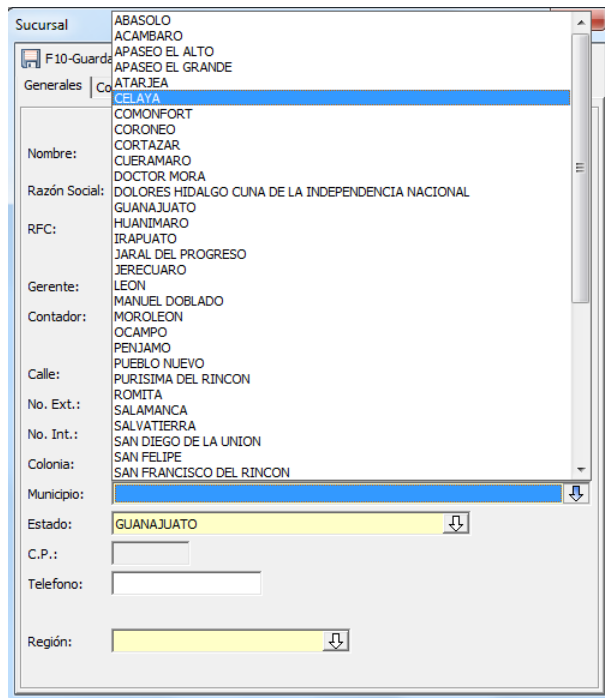 Sucursal
F10-Guarda
Generales
Co
ABASOLO
ACAMBARO
APASEO EL ALTO
APASEO EL GRANDE
ATARJEA
CELAYA
COMONFORT
CORONEO
CORTAZAR
CUERAMARO
DOCTOR MORA
DOLORES HIDALGO CUNA DE LA INDEPENDENCIA NACIONAL
GUANAJUATO
HUANIMARO
IRAPUATO
JARAL DEL PROGRESO
JERECUARO
LEON
MANUEL DOBLADO
MOROLEON
OCAMPO
PENJAMO
PUEBLO NUEVO
PURISIMA DEL RINCON
ROMITA
SALAMANCA
SALVATIERRA
SAN DIEGO DE LA UNION
SAN FELIPE
SAN FRANCISCO DEL RINCON
Nombre:
Razón Social:
RFC:
Gerente:
Contador:
Calle:
No. Ext.:
No. Int.:
Colonia:
Municipio:
Estado: GUANAJUATO
C.P.:
Telefono:
Región: